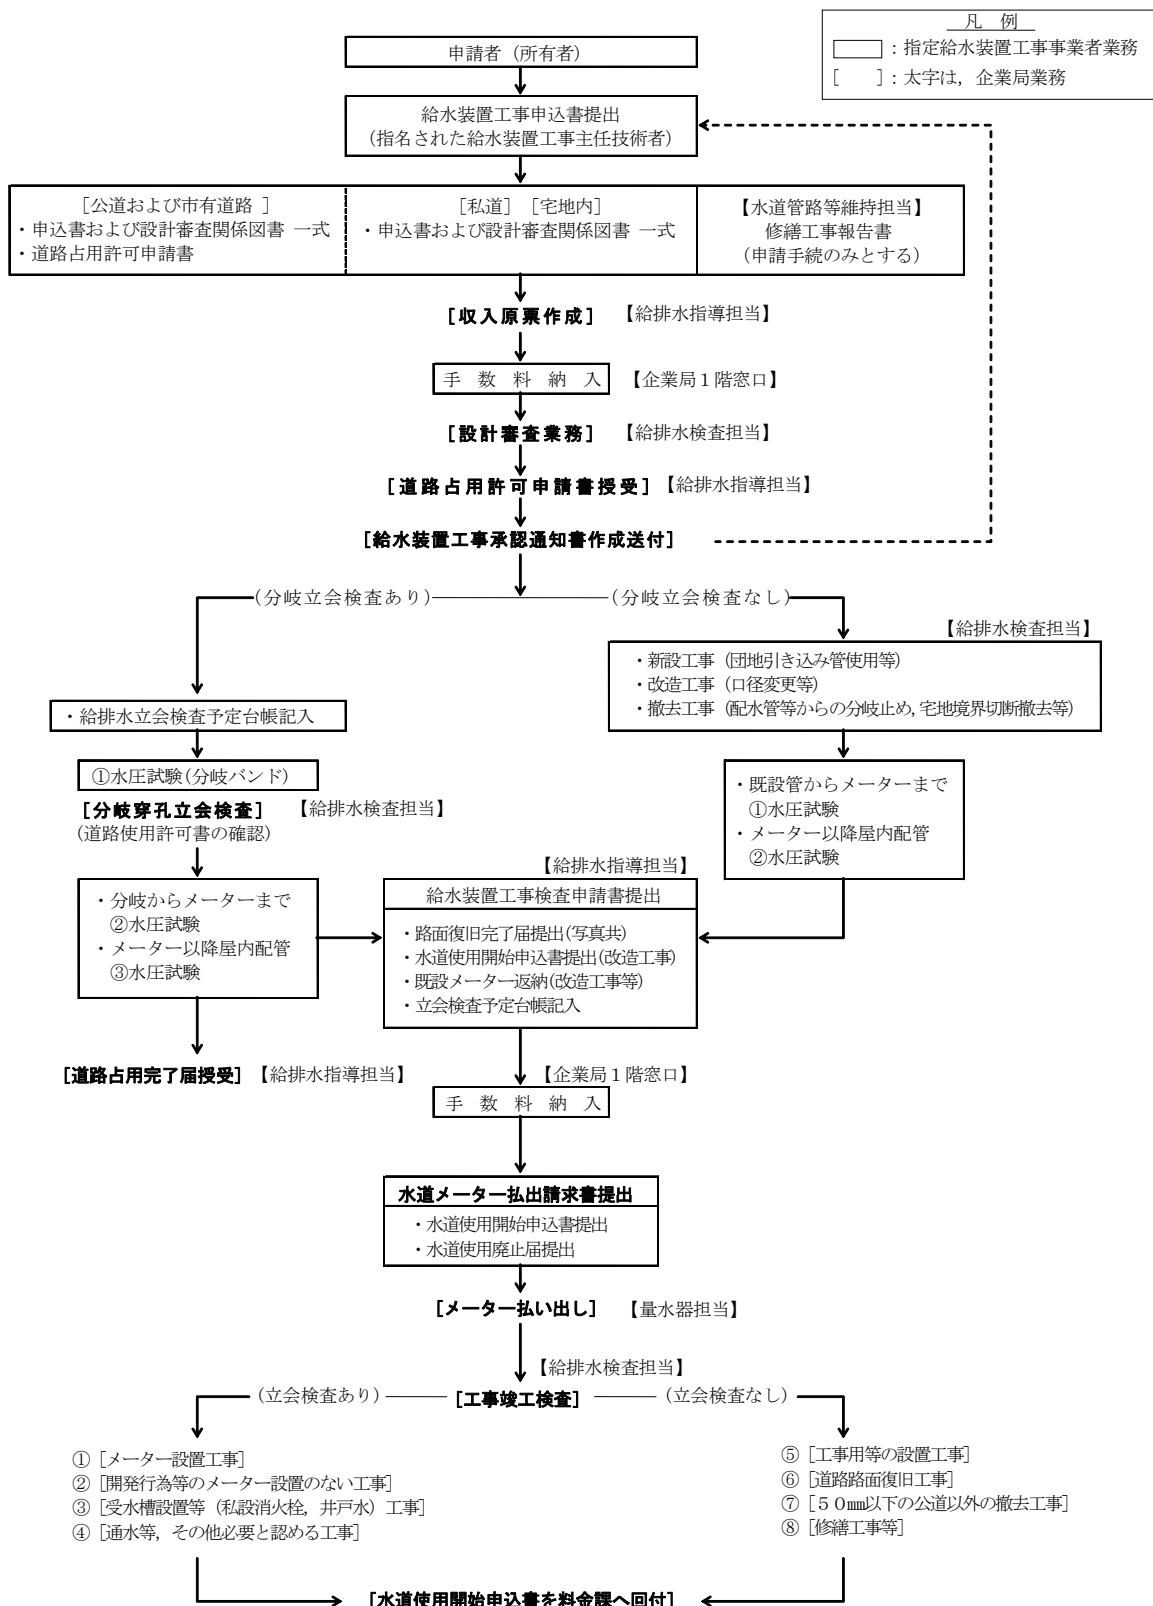 凡　例
：指定給水装置工事事業者業務
[　　]：太字は，企業局業務
申請者（所有者）
給水装置工事申込書提出
(指名された給水装置工事主任技術者)
[公道および市有道路 ]
・申込書および設計審査関係図書 一式
・道路占用許可申請書
[私道] [宅地内]
・申込書および設計審査関係図書 一式
【水道管路等維持担当】
修繕工事報告書
(申請手続のみとする)
[収入原票作成] 【給排水指導担当】
手 数 料 納 入 【企業局１階窓口】
[設計審査業務] 【給排水検査担当】
[道路占用許可申請書授受] 【給排水指導担当】
[給水装置工事承認通知書作成送付]
(分岐立会検査あり) (分岐立会検査なし)
【給排水検査担当】
・新設工事（団地引き込み管使用等）
・改造工事（口径変更等）
・撤去工事（配水管等からの分岐止め，宅地境界切断撤去等）
・給排水立会検査予定台帳記入
①水圧試験(分岐バンド)
[分岐穿孔立会検査] 【給排水検査担当】
(道路使用許可書の確認)
・既設管からメーターまで
①水圧試験
・メーター以降屋内配管
②水圧試験
・分岐からメーターまで
②水圧試験
・メーター以降屋内配管
③水圧試験
【給排水指導担当】
給水装置工事検査申請書提出
・路面復旧完了届提出(写真共)
・水道使用開始申込書提出(改造工事)
・既設メーター返納(改造工事等)
・立会検査予定台帳記入
[道路占用完了届授受] 【給排水指導担当】
【企業局１階窓口】
手 数 料 納 入
水道メーター払出請求書提出
・水道使用開始申込書提出
・水道使用廃止届提出
[メーター払い出し] 【量水器担当】
【給排水検査担当】
(立会検査あり) [工事竣工検査] (立会検査なし)
① [メーター設置工事]
② [開発行為等のメーター設置のない工事]
③ [受水槽設置等（私設消火栓，井戸水）工事]
④ [通水等，その他必要と認める工事]
⑤ [工事用等の設置工事]
⑥ [道路路面復旧工事]
⑦ [５０㎜以下の公道以外の撤去工事]
⑧ [修繕工事等]
[水道使用開始申込書を料金課へ回付]